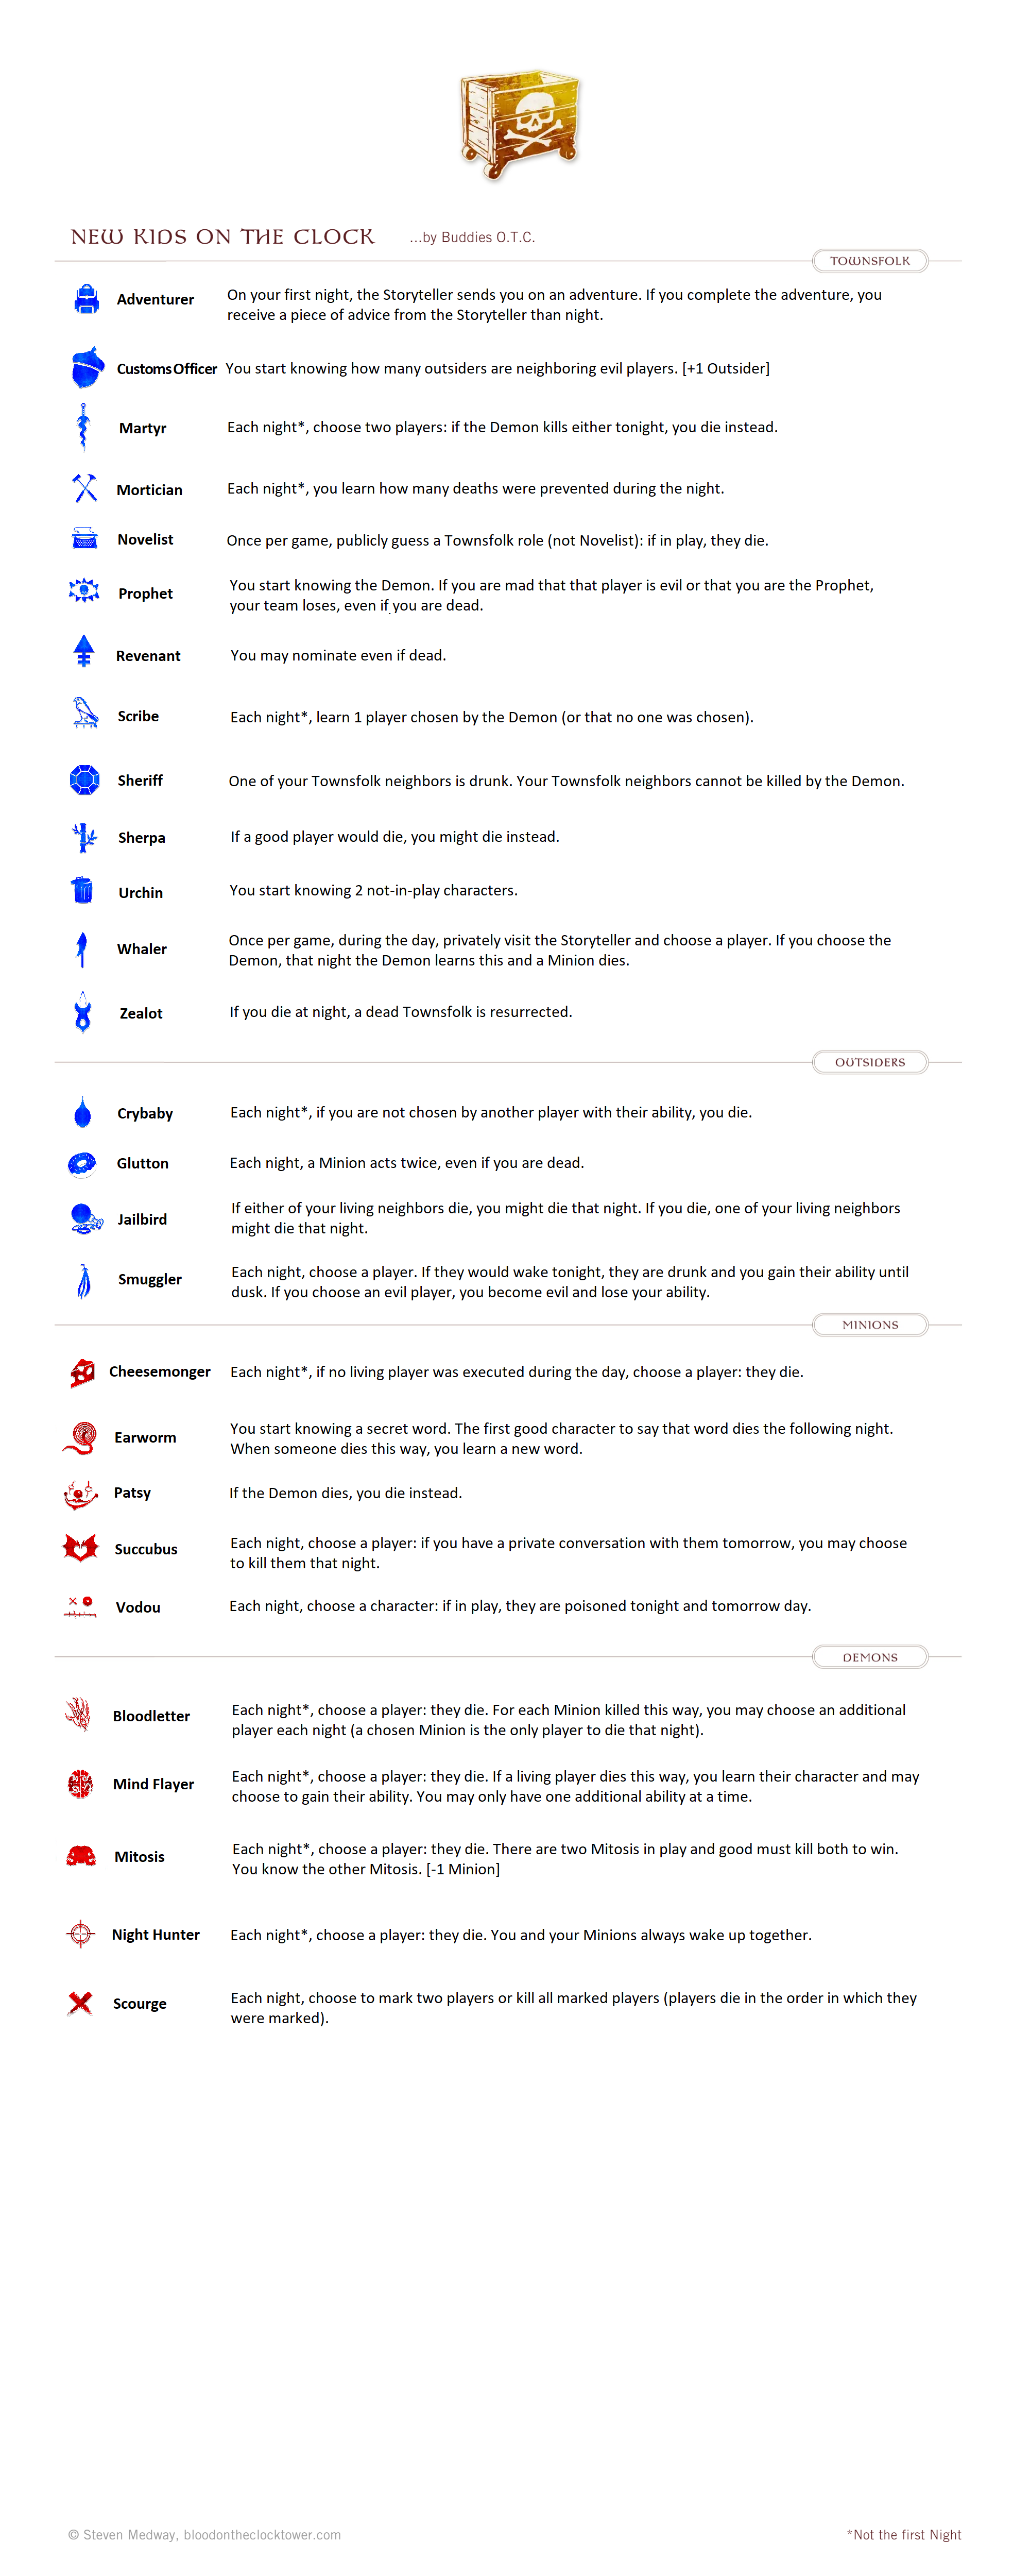 NEW KIDS ON THE CLOCK ...by Buddies O.T.C.
TOWNSFOLK
Adventurer On your first night, the Storyteller sends you on an adventure. If you complete the adventure, you
receive a piece of advice from the Storyteller than night.
Customs Officer You start knowing how many outsiders are neighboring evil players. [+1 Outsider]
Martyr Each night*, choose two players: if the Demon kills either tonight, you die instead.
Mortician Each night*, you learn how many deaths were prevented during the night.
Novelist Once per game, publicly guess a Townsfolk role (not Novelist): if in play, they die.
Prophet You start knowing the Demon. If you are mad that that player is evil or that you are the Prophet,
your team loses, even if you are dead.
Revenant You may nominate even if dead.
Scribe Each night*, learn 1 player chosen by the Demon (or that no one was chosen).
Sheriff One of your Townsfolk neighbors is drunk. Your Townsfolk neighbors cannot be killed by the Demon.
Sherpa If a good player would die, you might die instead.
Urchin You start knowing 2 not-in-play characters.
Whaler Once per game, during the day, privately visit the Storyteller and choose a player. If you choose the
Demon, that night the Demon learns this and a Minion dies.
Zealot If you die at night, a dead Townsfolk is resurrected.
OUTSIDERS
Crybaby Each night*, if you are not chosen by another player with their ability, you die.
Glutton Each night, a Minion acts twice, even if you are dead.
Jailbird If either of your living neighbors die, you might die that night. If you die, one of your living neighbors
might die that night.
Smuggler Each night, choose a player. If they would wake tonight, they are drunk and you gain their ability until
dusk. If you choose an evil player, you become evil and lose your ability.
MINIONS
Cheesemonger Each night*, if no living player was executed during the day, choose a player: they die.
Earworm You start knowing a secret word. The first good character to say that word dies the following night.
When someone dies this way, you learn a new word.
Patsy If the Demon dies, you die instead.
Succubus Each night, choose a player: if you have a private conversation with them tomorrow, you may choose
to kill them that night.
Vodou Each night, choose a character: if in play, they are poisoned tonight and tomorrow day.
DEMONS
Bloodletter Each night*, choose a player: they die. For each Minion killed this way, you may choose an additional
player each night (a chosen Minion is the only player to die that night).
Mind Flayer Each night*, choose a player: they die. If a living player dies this way, you learn their character and may
choose to gain their ability. You may only have one additional ability at a time.
Mitosis Each night*, choose a player: they die. There are two Mitosis in play and good must kill both to win.
You know the other Mitosis. [-1 Minion]
Night Hunter Each night*, choose a player: they die. You and your Minions always wake up together.
Scourge Each night, choose to mark two players or kill all marked players (players die in the order in which they
were marked).
© Steven Medway, bloodontheclocktower.com *Not the first Night